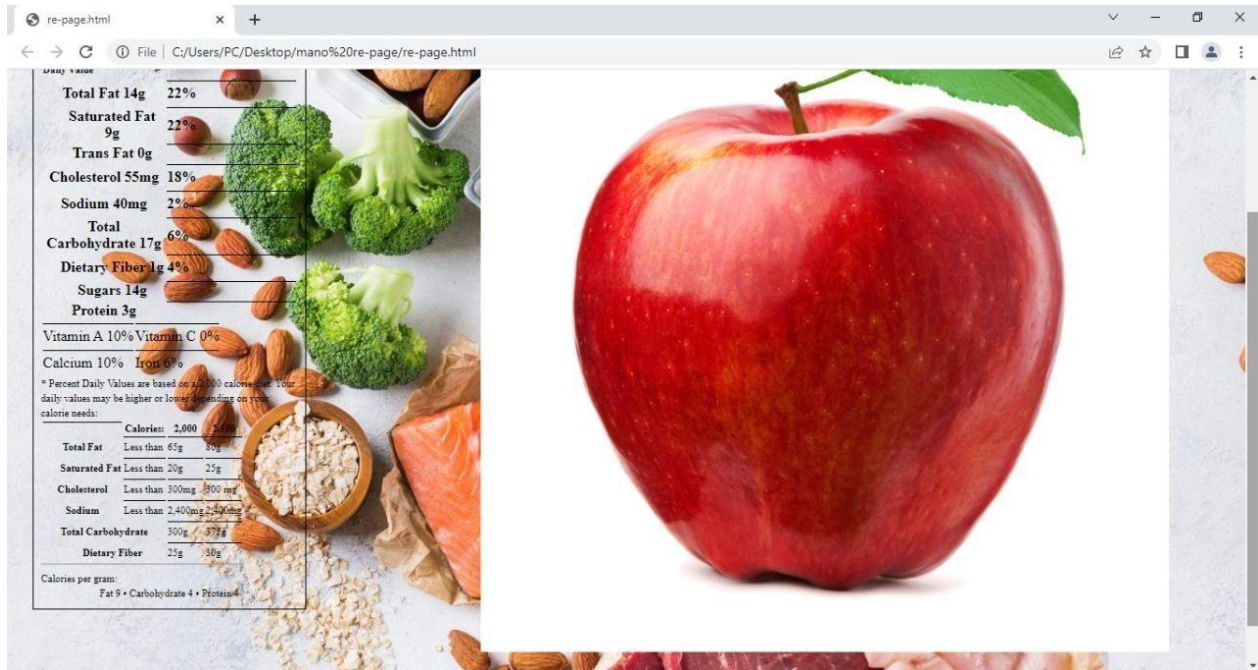 re-page.html
File | C:/Users/PC/Desktop/mano%20re-page/re-page.html
Daily Value
Total Fat 14g 22%
Saturated Fat
9g 22%
Trans Fat 0g
Cholesterol 55mg 18%
Sodium 40mg 2%
Total
Carbohydrate 17g 6%
Dietary Fiber 1g 4%
Sugars 14g
Protein 3g
Vitamin A 10% Vitamin C 0%
Calcium 10% Iron 6%
* Percent Daily Values are based on a 2,000 calorie diet. Your
daily values may be higher or lower depending on your
calorie needs:
Calories: 2,000 2,500
Total Fat Less than 65g 80g
Saturated Fat Less than 20g 25g
Cholesterol Less than 300mg 300 mg
Sodium Less than 2,400mg 2,400mg
Total Carbohydrate 300g 375g
Dietary Fiber 25g 30g
Calories per gram:
Fat 9 • Carbohydrate 4 • Protein 4